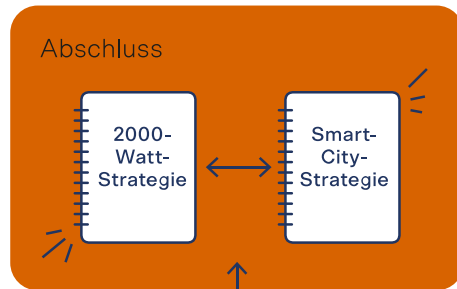 Abschluss
2000-
Watt-
Strategie
Smart-
City-
Strategie